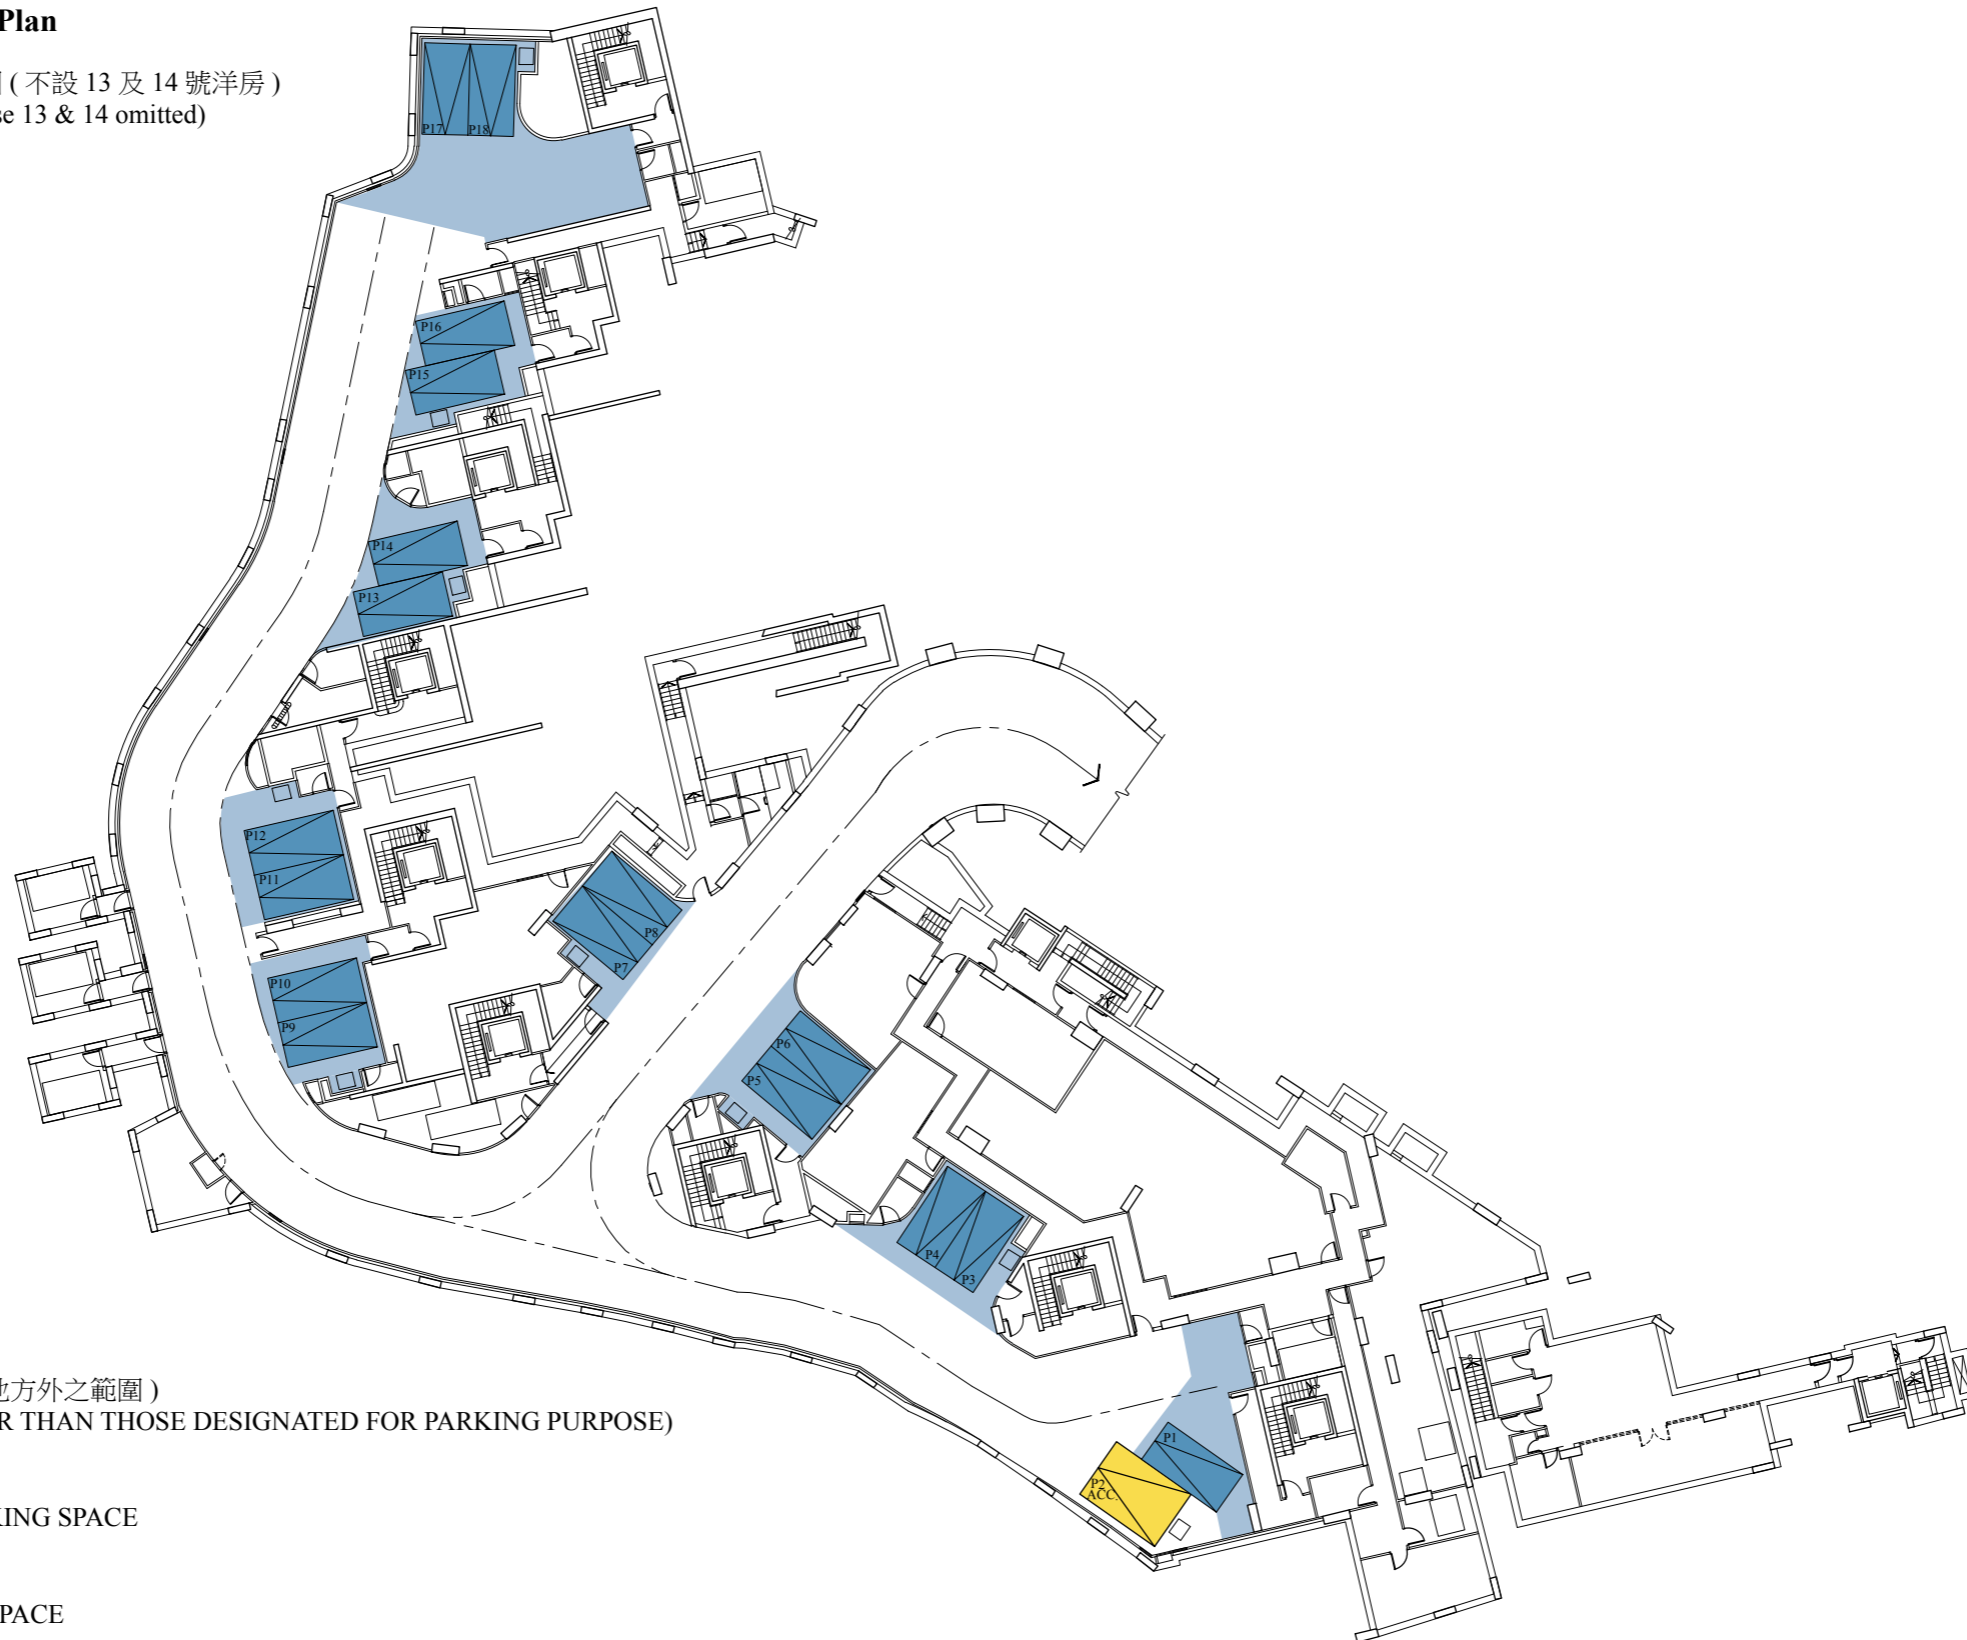 Plan
( 不設 13 及 14 號洋房 )
se 13 & 14 omitted)
P17
P18
P16
P15
P14
P13
P12
P11
P10
P9
P8
P7
P6
P5
P4
P3
P1
P2
ACC.
地方外之範圍 )
R THAN THOSE DESIGNATED FOR PARKING PURPOSE)
KING SPACE
SPACE